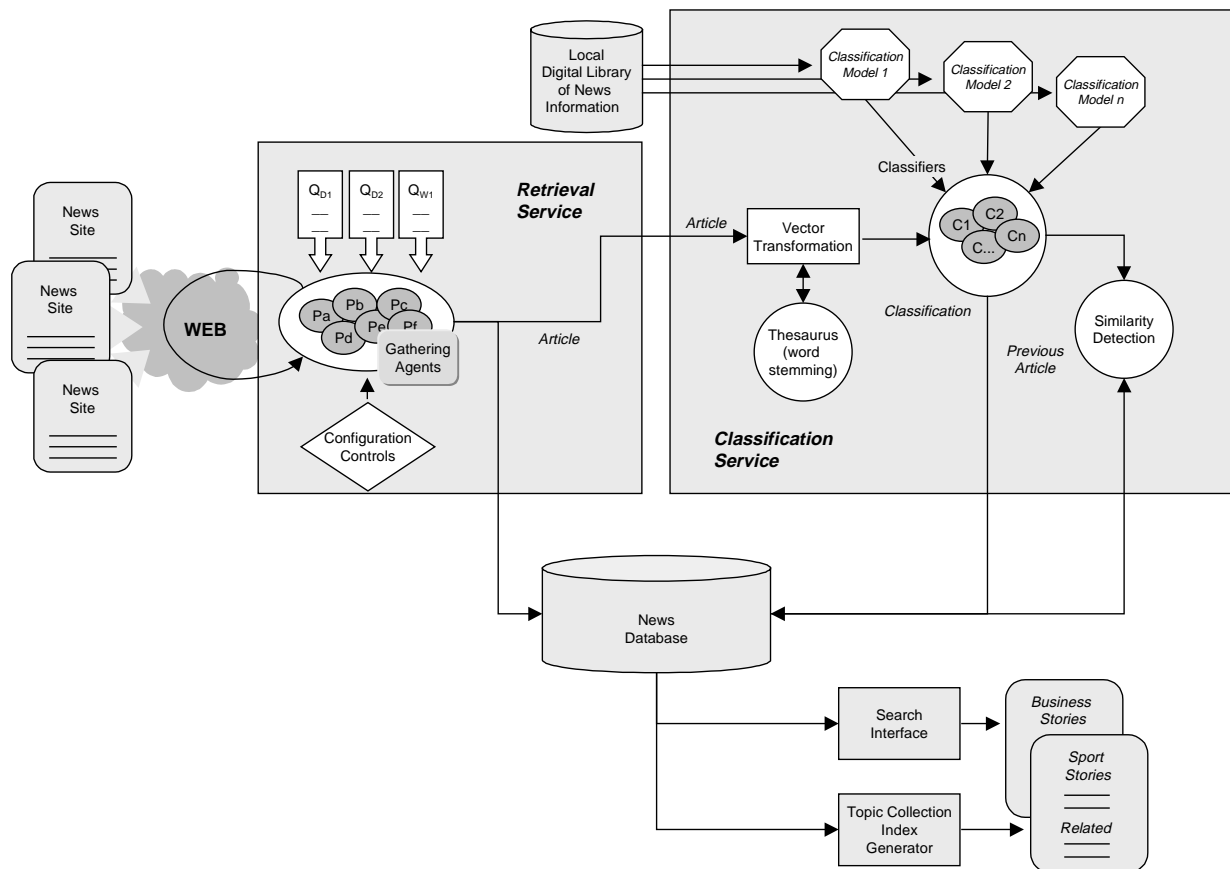 Local
Digital Library
of News
Information
Classification
Model 1
Classification
Model 2
Classification
Model n
Classifiers
C1
C2
C...
Cn
Retrieval
Service
QD1
QD2
QW1
News
Site
News
Site
News
Site
WEB
Pa
Pb
Pc
Pd
Pe
Pf
Gathering
Agents
Configuration
Controls
Article
Article
Vector
Transformation
Thesaurus
(word
stemming)
Classification
Previous
Article
Similarity
Detection
Classification
Service
News
Database
Search
Interface
Business
Stories
Sport
Stories
Related
Topic Collection
Index
Generator